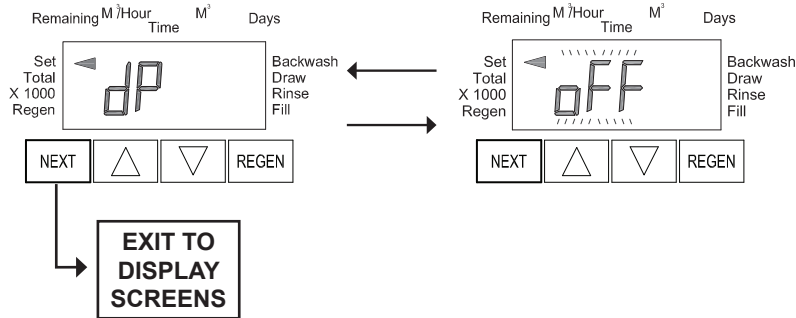 Remaining M³/Hour Time M³ Days
Set
Total
X 1000
Regen
dP
Backwash
Draw
Rinse
Fill
NEXT REGEN
Remaining M³/Hour Time M³ Days
Set
Total
X 1000
Regen
oFF
Backwash
Draw
Rinse
Fill
NEXT REGEN
EXIT TO
DISPLAY
SCREENS